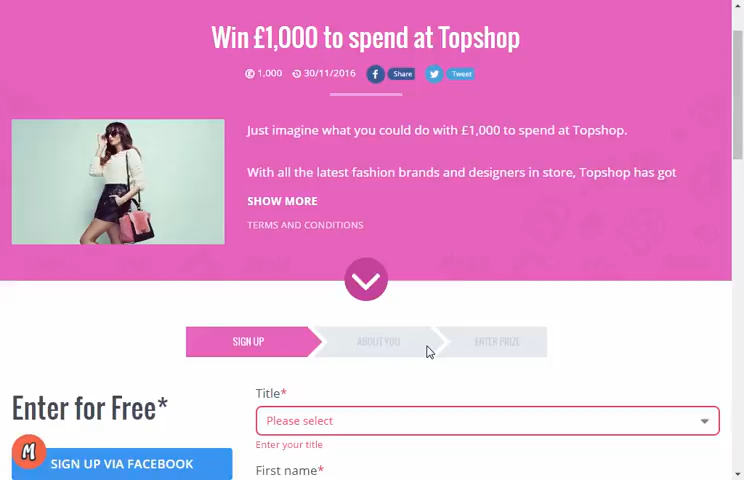 Win £1,000 to spend at Topshop
1,000 30/11/2016 Share Tweet
Just imagine what you could do with £1,000 to spend at Topshop.
With all the latest fashion brands and designers in store, Topshop has got
SHOW MORE
TERMS AND CONDITIONS
SIGN UP ABOUT YOU ENTER PRIZE
Enter for Free*
SIGN UP VIA FACEBOOK
Title*
Please select
Enter your title
First name*